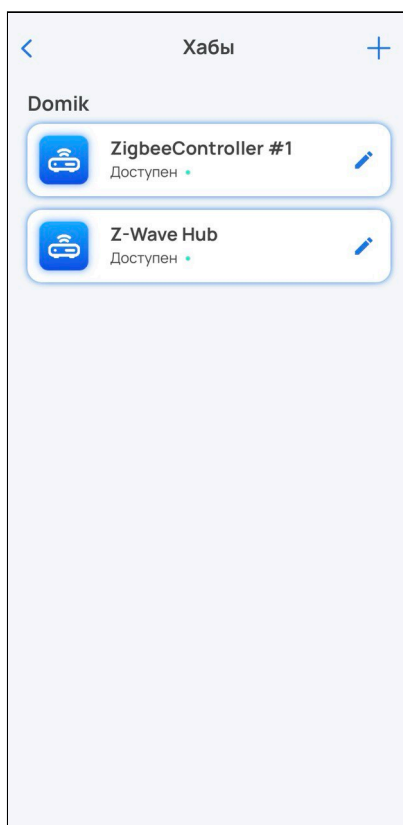 Хабы
Domik
ZigbeeController #1
Доступен
Z-Wave Hub
Доступен